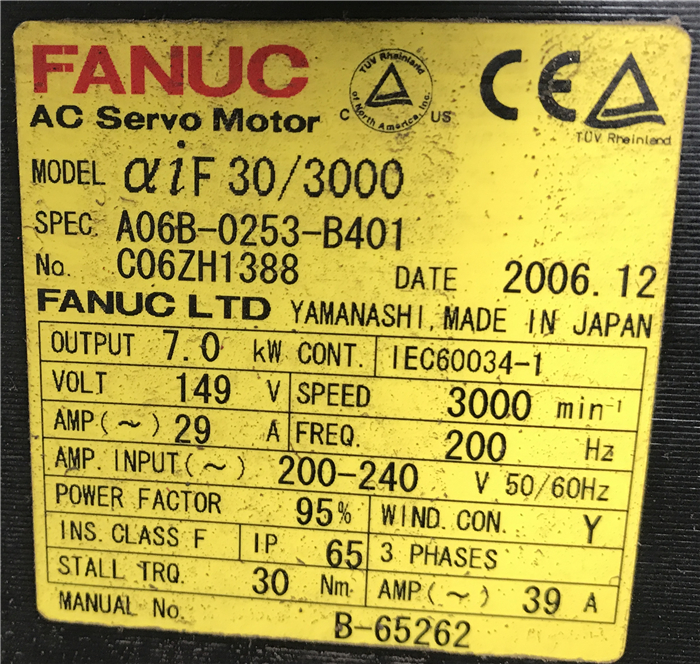 FANUC
AC Servo Motor
TÜV Rheinland of North America, Inc.
C US
CE
TÜV Rheinland
MODEL αiF 30/3000
SPEC. A06B-0253-B401
No. C06ZH1388 DATE 2006.12
FANUC LTD YAMANASHI, MADE IN JAPAN
OUTPUT 7.0 kW CONT. IEC60034-1
VOLT 149 V SPEED 3000 min⁻¹
AMP(~) 29 A FREQ. 200 Hz
AMP. INPUT(~) 200-240 V 50/60Hz
POWER FACTOR 95% WIND. CON. Y
INS. CLASS F IP 65 3 PHASES
STALL TRQ. 30 Nm AMP(~) 39 A
MANUAL No. B-65262